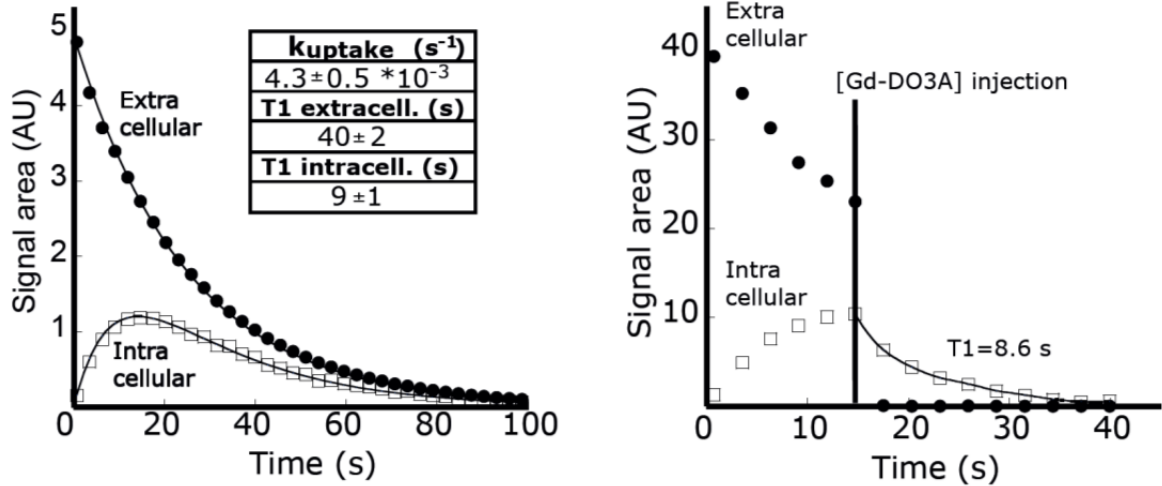 5
4
3
2
1
0
20
40
60
80
100
Signal area (AU)
Time (s)
Extra
cellular
Intra
cellular
kuptake (s-1)
4.3±0.5 *10-3
T1 extracell. (s)
40±2
T1 intracell. (s)
9±1
40
30
20
10
0
10
20
30
40
Signal area (AU)
Time (s)
Extra
cellular
[Gd-DO3A] injection
Intra
cellular
T1=8.6 s